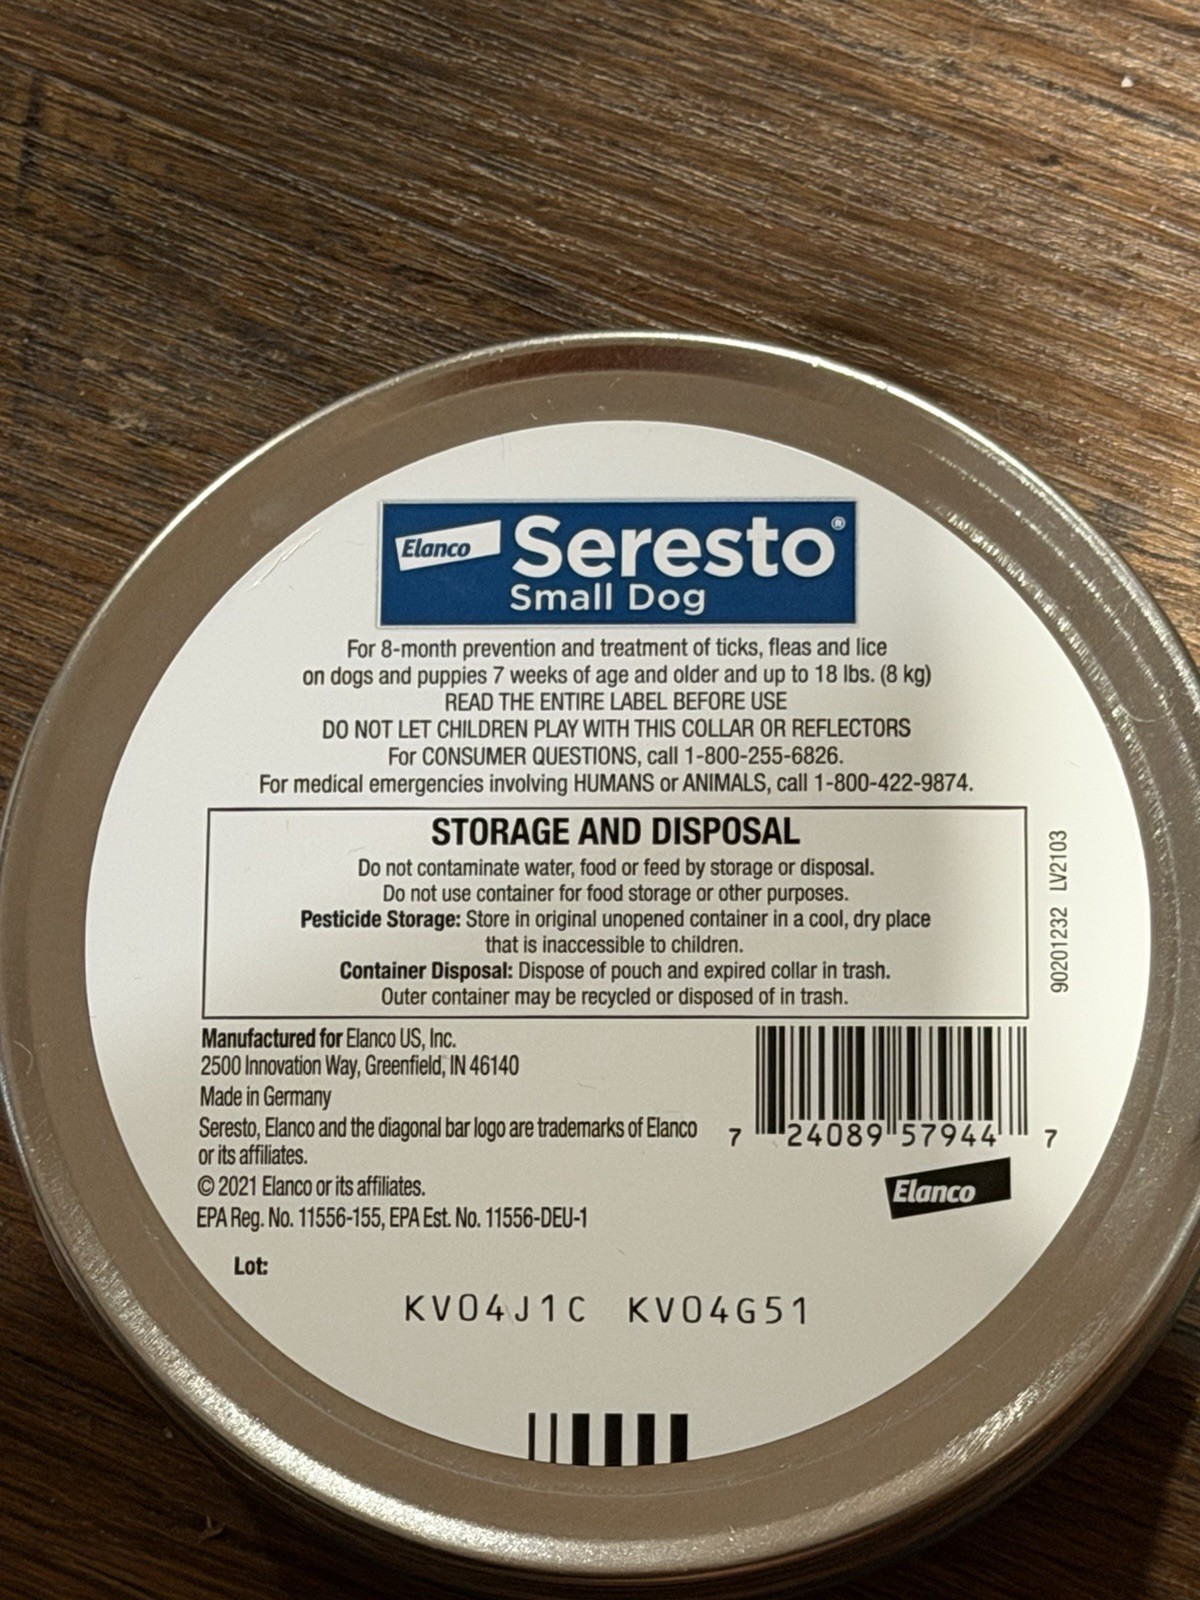 Elanco Seresto®
Small Dog
For 8-month prevention and treatment of ticks, fleas and lice
on dogs and puppies 7 weeks of age and older and up to 18 lbs. (8 kg)
READ THE ENTIRE LABEL BEFORE USE
DO NOT LET CHILDREN PLAY WITH THIS COLLAR OR REFLECTORS
For CONSUMER QUESTIONS, call 1-800-255-6826.
For medical emergencies involving HUMANS or ANIMALS, call 1-800-422-9874.
STORAGE AND DISPOSAL
Do not contaminate water, food or feed by storage or disposal.
Do not use container for food storage or other purposes.
Pesticide Storage: Store in original unopened container in a cool, dry place
that is inaccessible to children.
Container Disposal: Dispose of pouch and expired collar in trash.
Outer container may be recycled or disposed of in trash.
90201232 LV2103
Manufactured for Elanco US, Inc.
2500 Innovation Way, Greenfield, IN 46140
Made in Germany
Seresto, Elanco and the diagonal bar logo are trademarks of Elanco
or its affiliates.
© 2021 Elanco or its affiliates.
EPA Reg. No. 11556-155, EPA Est. No. 11556-DEU-1
7 24089 57944 7
Elanco
Lot:
KV04J1C KV04G51